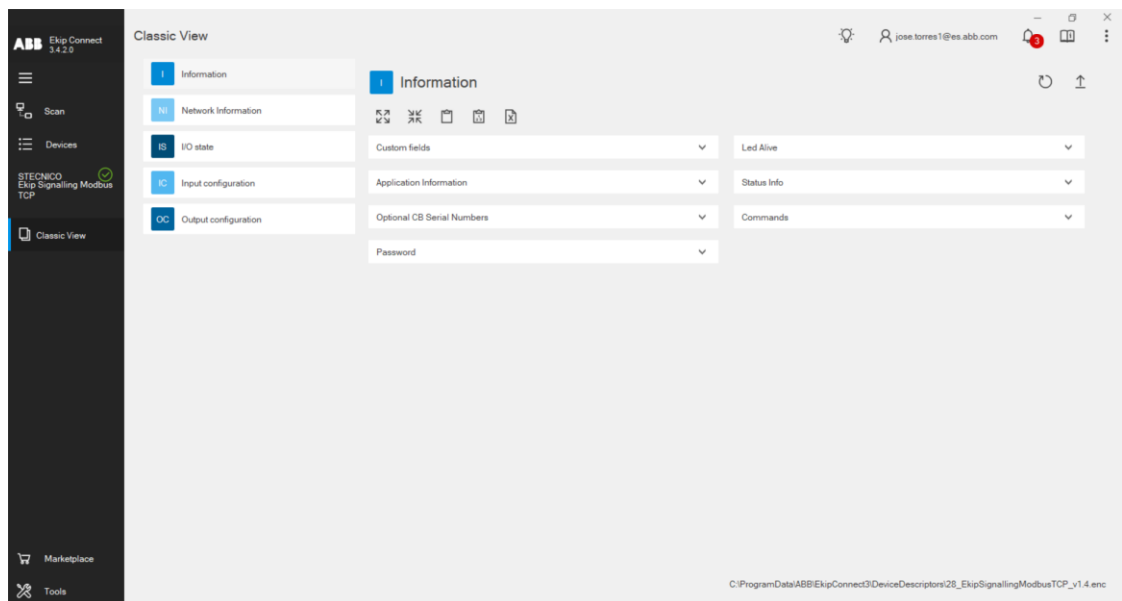 ABB Ekip Connect
3.4.2.0
Classic View
jose.torres1@es.abb.com
3
Scan
Devices
STECNICO
Ekip Signalling Modbus
TCP
Classic View
Marketplace
Tools
I Information
NI Network Information
IS I/O state
IC Input configuration
OC Output configuration
I Information
Custom fields
Led Alive
Application Information
Status Info
Optional CB Serial Numbers
Commands
Password
C:\ProgramData\ABB\EkipConnect3\DeviceDescriptors\28_EkipSignallingModbusTCP_v1.4.enc